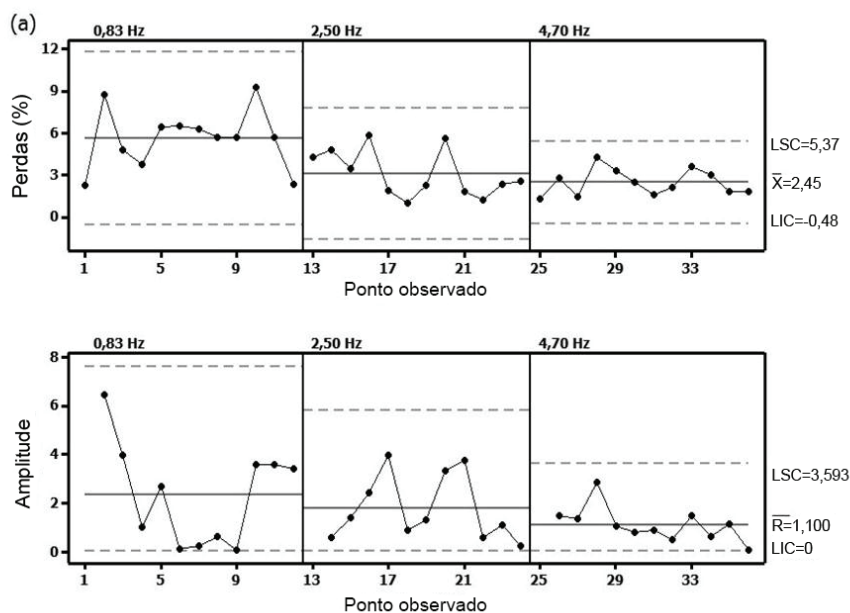 (a)
0,83 Hz 2,50 Hz 4,70 Hz
12
9
6
3
0
Perdas (%)
LSC=5,37
X̄=2,45
LIC=-0,48
1 5 9 13 17 21 25 29 33
Ponto observado
0,83 Hz 2,50 Hz 4,70 Hz
8
6
4
2
0
Amplitude
LSC=3,593
R̄=1,100
LIC=0
1 5 9 13 17 21 25 29 33
Ponto observado